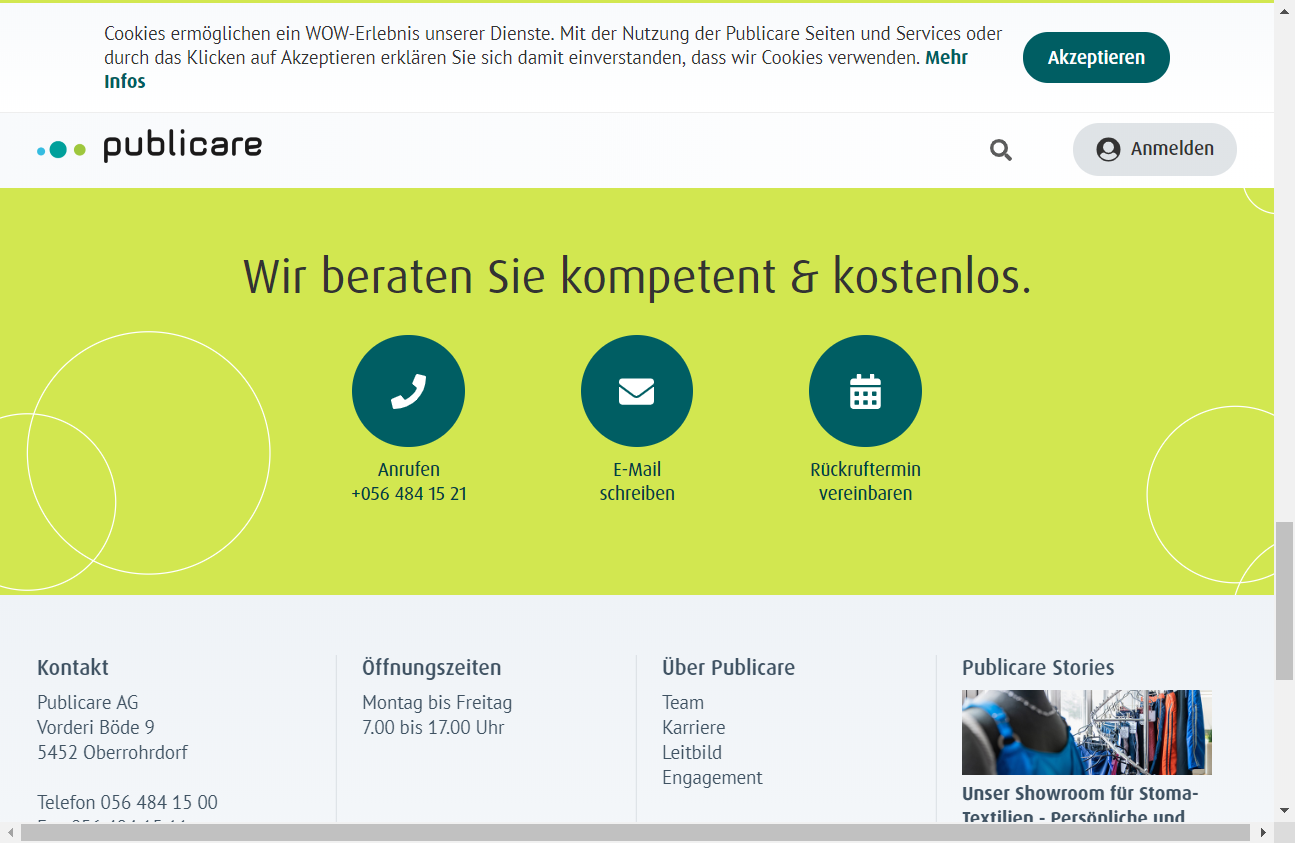 Cookies ermöglichen ein WOW-Erlebnis unserer Dienste. Mit der Nutzung der Publicare Seiten und Services oder
durch das Klicken auf Akzeptieren erklären Sie sich damit einverstanden, dass wir Cookies verwenden. Mehr
Infos
Akzeptieren
publicare
Anmelden
Wir beraten Sie kompetent & kostenlos.
Anrufen
+056 484 15 21
E-Mail
schreiben
Rückruftermin
vereinbaren
Kontakt
Publicare AG
Vorderi Böde 9
5452 Oberrohrdorf
Telefon 056 484 15 00
Öffnungszeiten
Montag bis Freitag
7.00 bis 17.00 Uhr
Über Publicare
Team
Karriere
Leitbild
Engagement
Publicare Stories
Unser Showroom für Stoma-
Textilien - Persönliche und